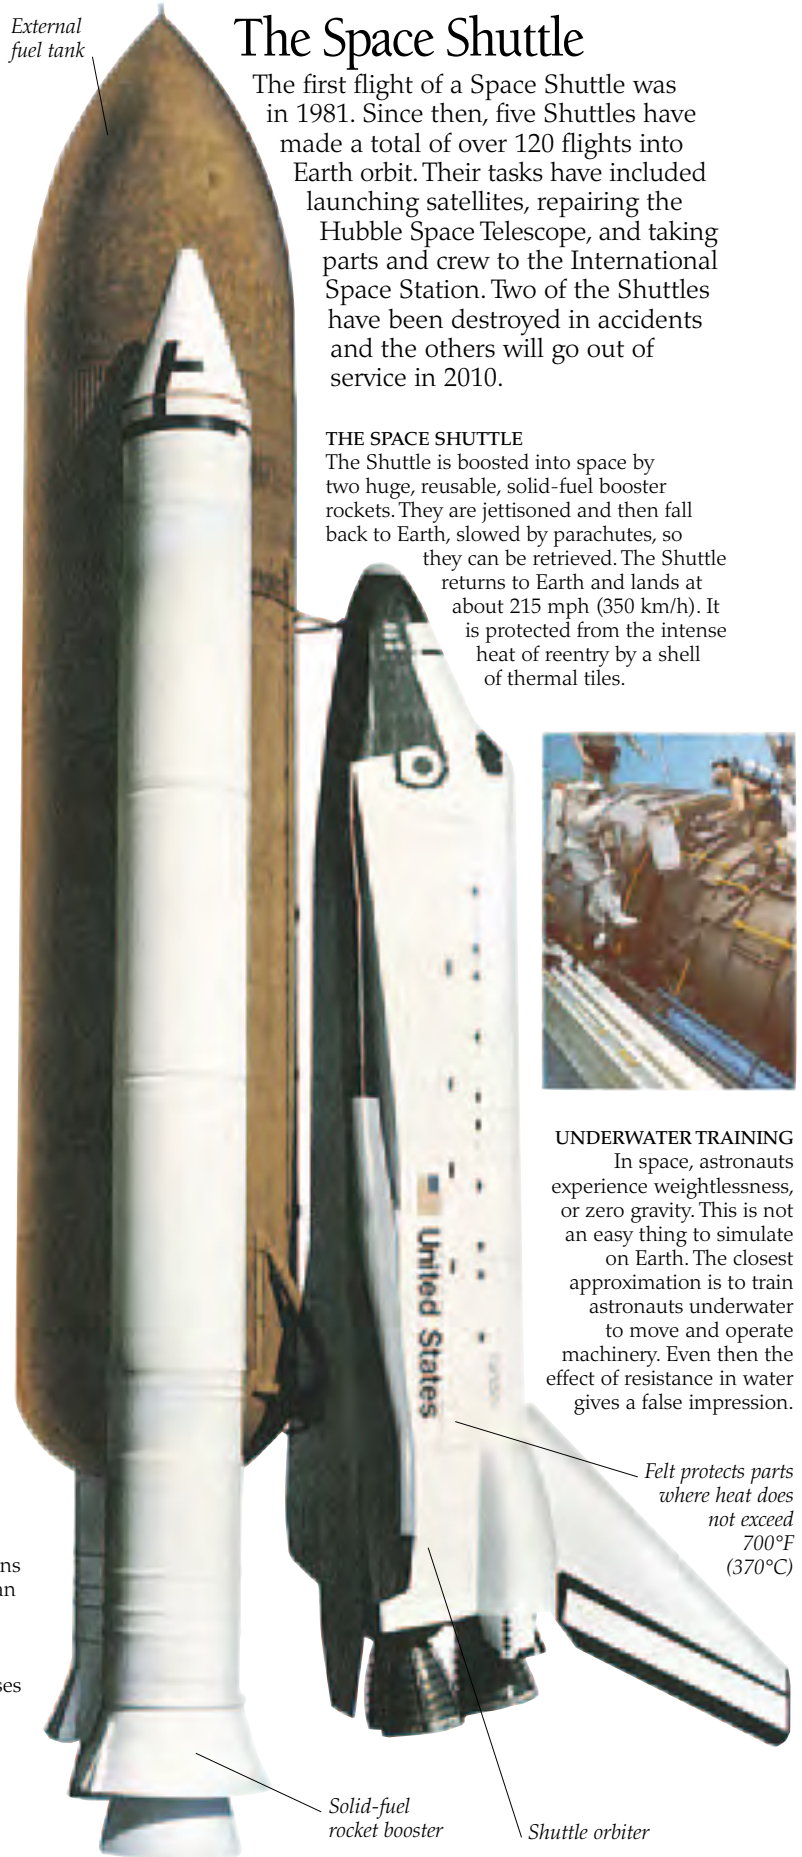 External
fuel tank
The Space Shuttle
The first flight of a Space Shuttle was
in 1981. Since then, five Shuttles have
made a total of over 120 flights into
Earth orbit. Their tasks have included
launching satellites, repairing the
Hubble Space Telescope, and taking
parts and crew to the International
Space Station. Two of the Shuttles
have been destroyed in accidents
and the others will go out of
service in 2010.
THE SPACE SHUTTLE
The Shuttle is boosted into space by
two huge, reusable, solid-fuel booster
rockets. They are jettisoned and then fall
back to Earth, slowed by parachutes, so
they can be retrieved. The Shuttle
returns to Earth and lands at
about 215 mph (350 km/h). It
is protected from the intense
heat of reentry by a shell
of thermal tiles.
UNDERWATER TRAINING
In space, astronauts
experience weightlessness,
or zero gravity. This is not
an easy thing to simulate
on Earth. The closest
approximation is to train
astronauts underwater
to move and operate
machinery. Even then the
effect of resistance in water
gives a false impression.
United States
Felt protects parts
where heat does
not exceed
700°F
(370°C)
Solid-fuel
rocket booster
Shuttle orbiter